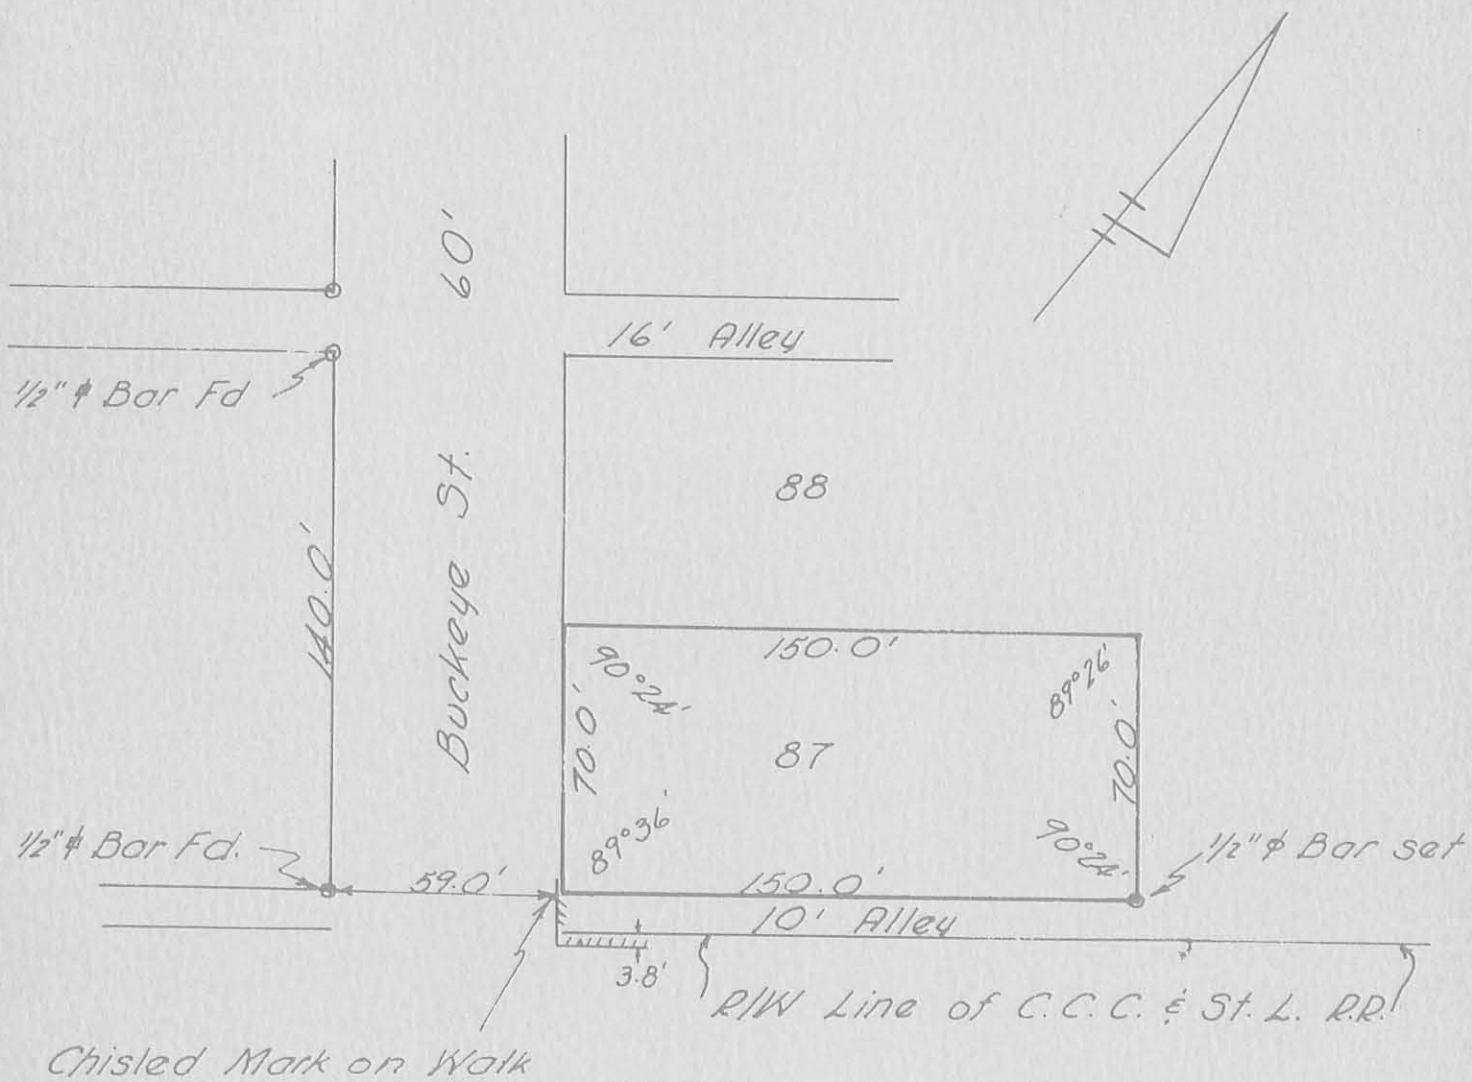 60'
16' Alley
1/2" φ Bar Fd
88
140.0'
Buckeye St.
150.0'
90°24'
89°26'
70.0'
87
70.0'
89°36'
90°24'
1/2" φ Bar Fd.
1/2" φ Bar set
59.0'
150.0'
10' Alley
3.8'
R/W Line of C.C.C. & St. L. R.R.
Chisled Mark on Walk